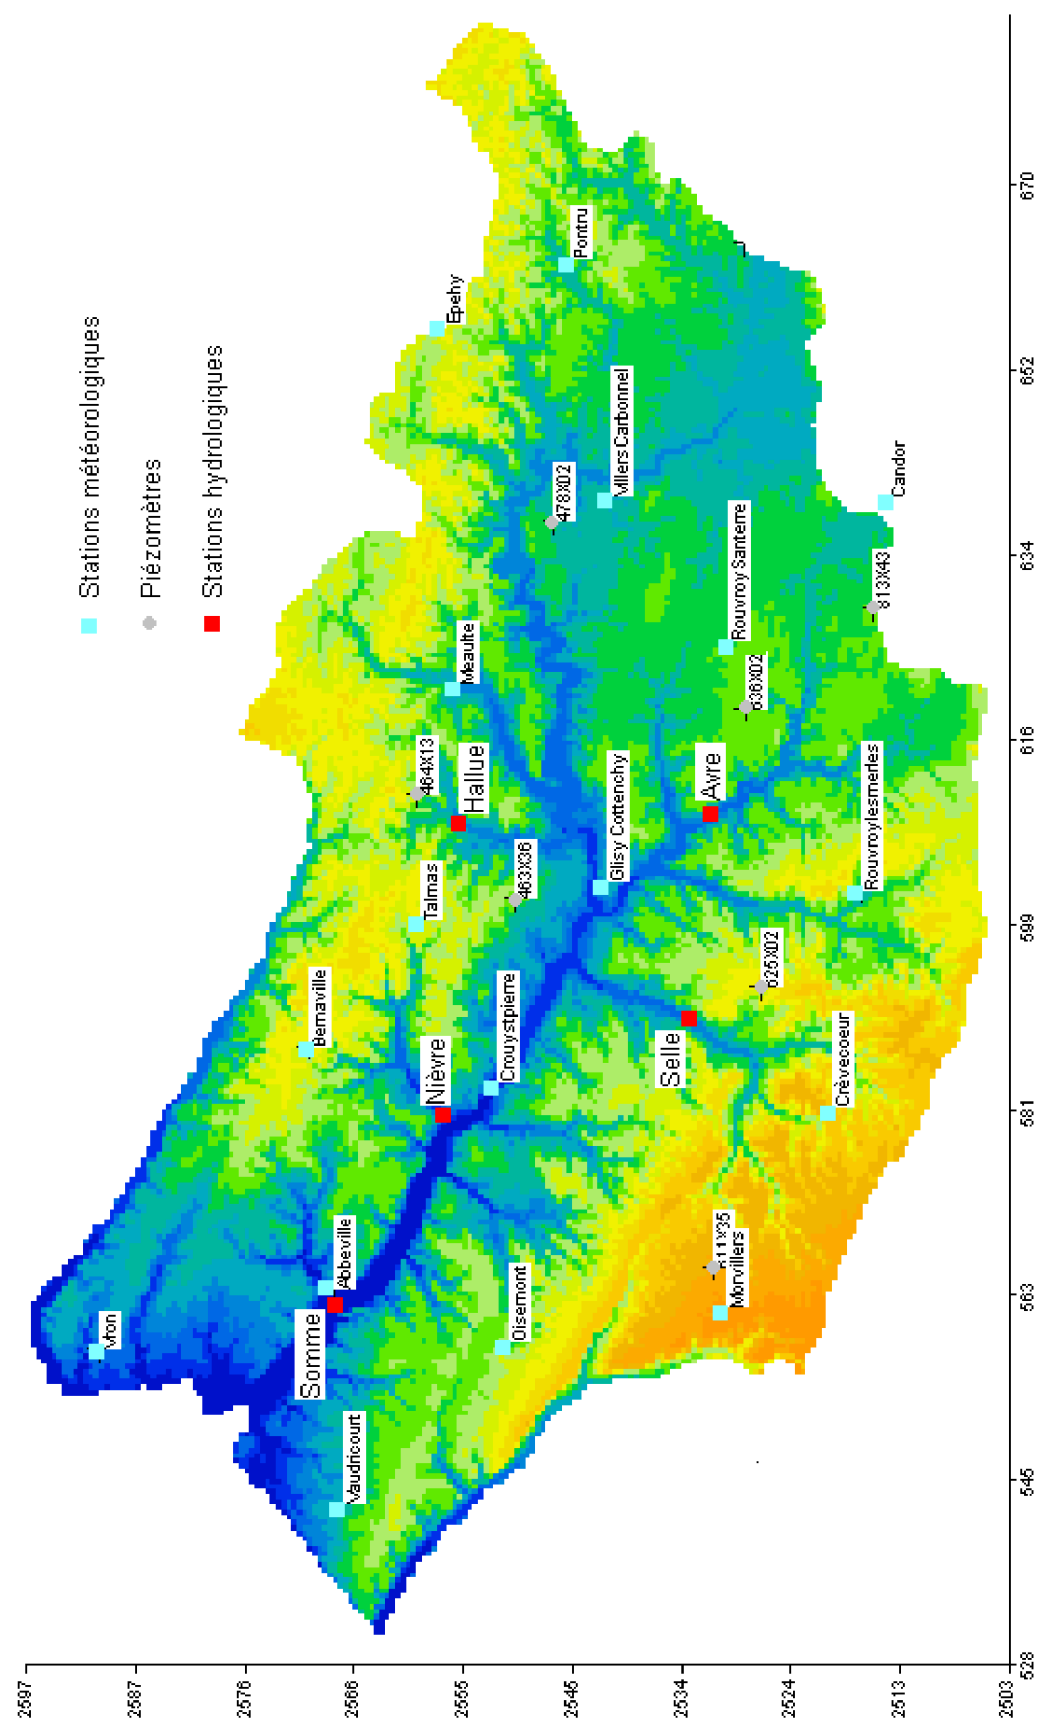 Stations météorologiques
Piézomètres
Stations hydrologiques
Vron
Vaudricourt
Abbeville
Somme
Oisemont
Bernaville
Talmas
Nièvre
Crouystpierre
464X13
Hallue
463X36
Meaulte
Epehy
Pontru
478X02
Villers Carbonnel
Glisy Cottenchy
Rouvroy Santerre
636X02
Avre
Selle
625X02
611X35
Morvillers
Crèvecoeur
Rouvroylesmerles
813X43
Candor
2597
2587
2576
2566
2555
2545
2534
2524
2513
2503
528
545
563
581
599
616
634
652
670